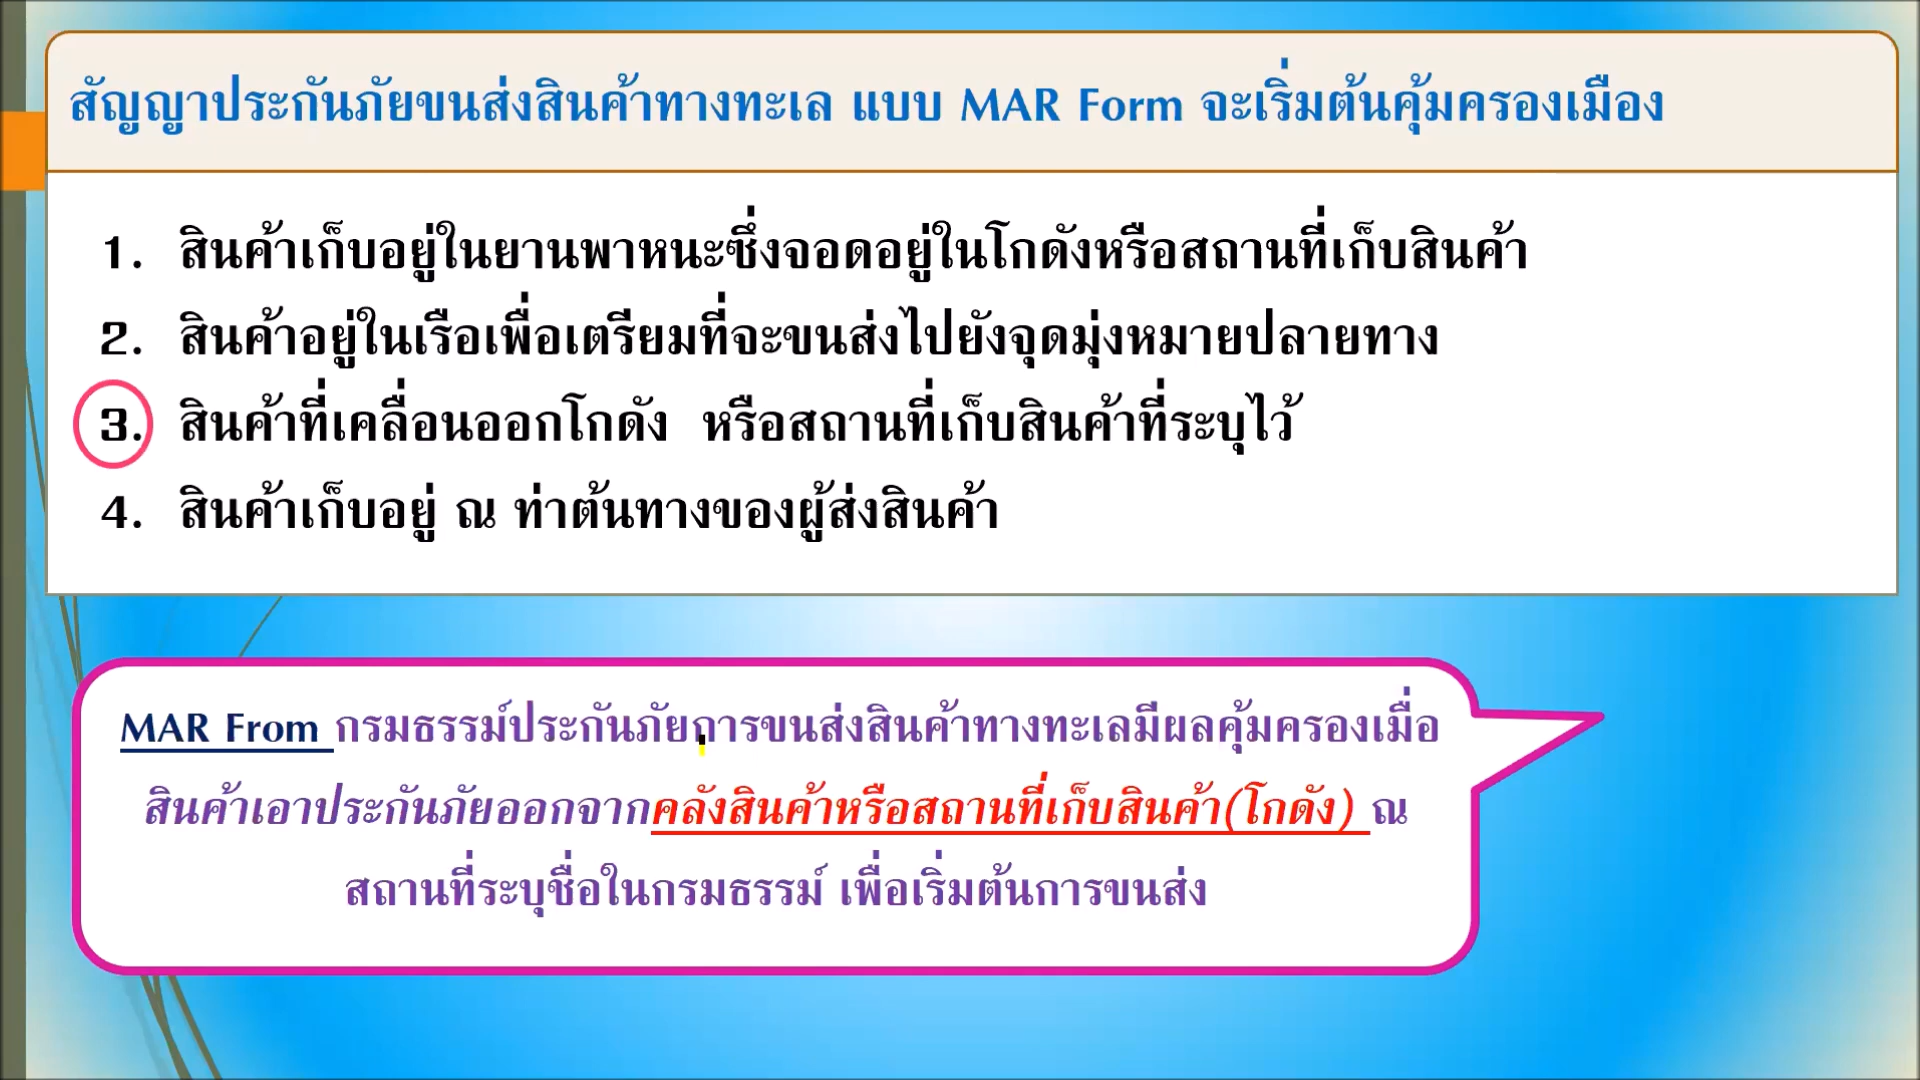 สัญญาประกันภัยขนส่งสินค้าทางทะเล แบบ MAR Form จะเริ่มต้นคุ้มครองเมือง
1. สินค้าเก็บอยู่ในยานพาหนะซึ่งจอดอยู่ในโกดังหรือสถานที่เก็บสินค้า
2. สินค้าอยู่ในเรือเพื่อเตรียมที่จะขนส่งไปยังจุดมุ่งหมายปลายทาง
3. สินค้าที่เคลื่อนออกโกดัง หรือสถานที่เก็บสินค้าที่ระบุไว้
4. สินค้าเก็บอยู่ ณ ท่าต้นทางของผู้ส่งสินค้า
MAR From กรมธรรม์ประกันภัยการขนส่งสินค้าทางทะเลมีผลคุ้มครองเมื่อ
สินค้าเอาประกันภัยออกจากคลังสินค้าหรือสถานที่เก็บสินค้า(โกดัง) ณ
สถานที่ระบุชื่อในกรมธรรม์ เพื่อเริ่มต้นการขนส่ง